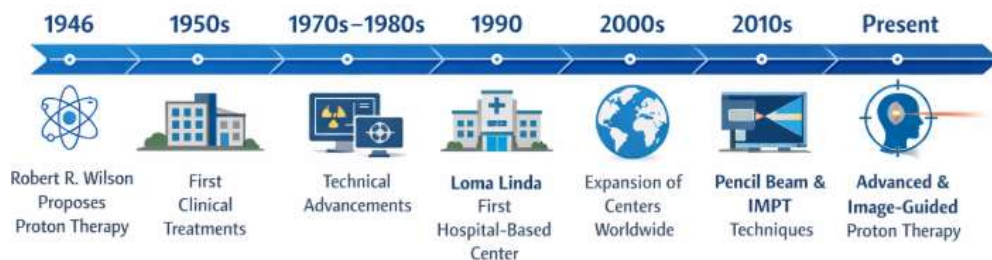 1946
1950s
1970s–1980s
1990
2000s
2010s
Present
Robert R. Wilson
Proposes
Proton Therapy
First
Clinical
Treatments
Technical
Advancements
Loma Linda
First
Hospital-Based
Center
Expansion of
Centers
Worldwide
Pencil Beam &
IMPT
Techniques
Advanced &
Image-Guided
Proton Therapy